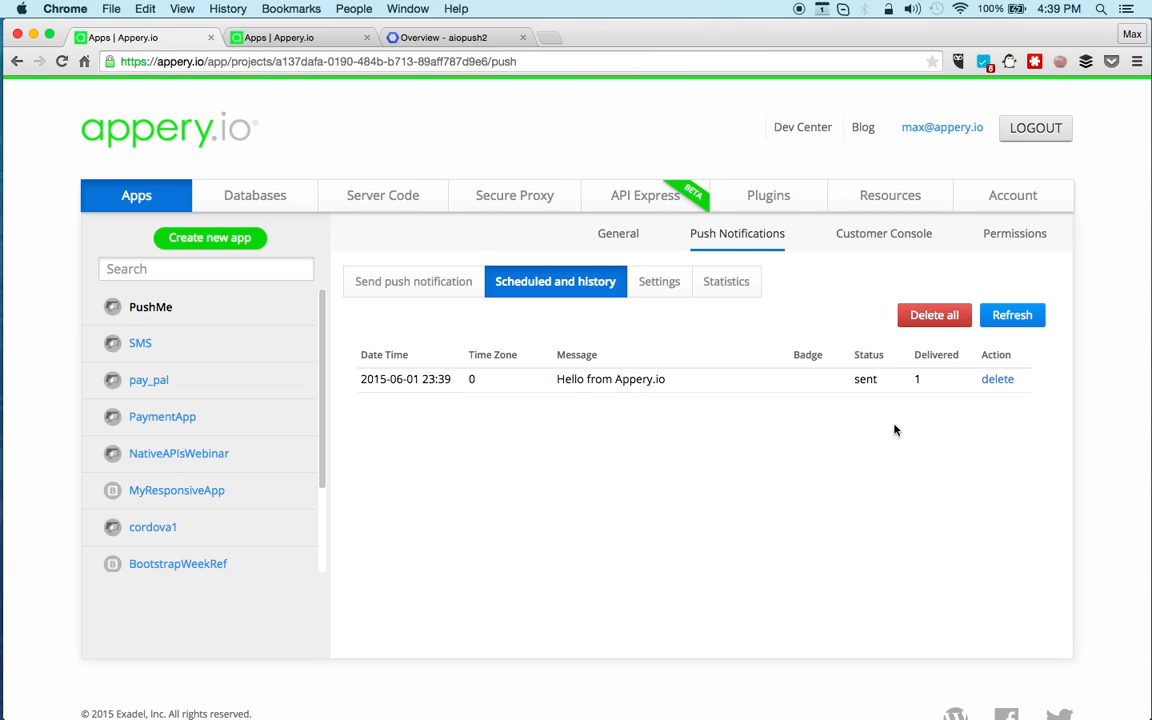 Chrome File Edit View History Bookmarks People Window Help 1 100% 4:39 PM
Apps | Appery.io Apps | Appery.io Overview - aiopush2 Max
https://appery.io/app/projects/a137dafa-0190-484b-b713-89aff787d9e6/push
appery.io
Dev Center Blog max@appery.io LOGOUT
Apps Databases Server Code Secure Proxy API Express BETA Plugins Resources Account
Create new app General Push Notifications Customer Console Permissions
Search
Send push notification Scheduled and history Settings Statistics
PushMe
Delete all Refresh
SMS
Date Time Time Zone Message Badge Status Delivered Action
2015-06-01 23:39 0 Hello from Appery.io sent 1 delete
pay_pal
PaymentApp
NativeAPIsWebinar
MyResponsiveApp
cordova1
BootstrapWeekRef
© 2015 Exadel, Inc. All rights reserved.